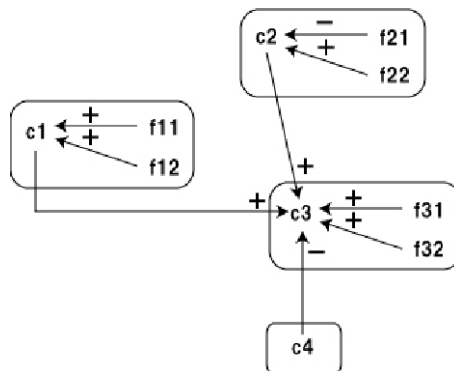 c2 − f21
+
f22
c1 + f11
+
f12
+
+ c3 + f31
+
f32
−
c4